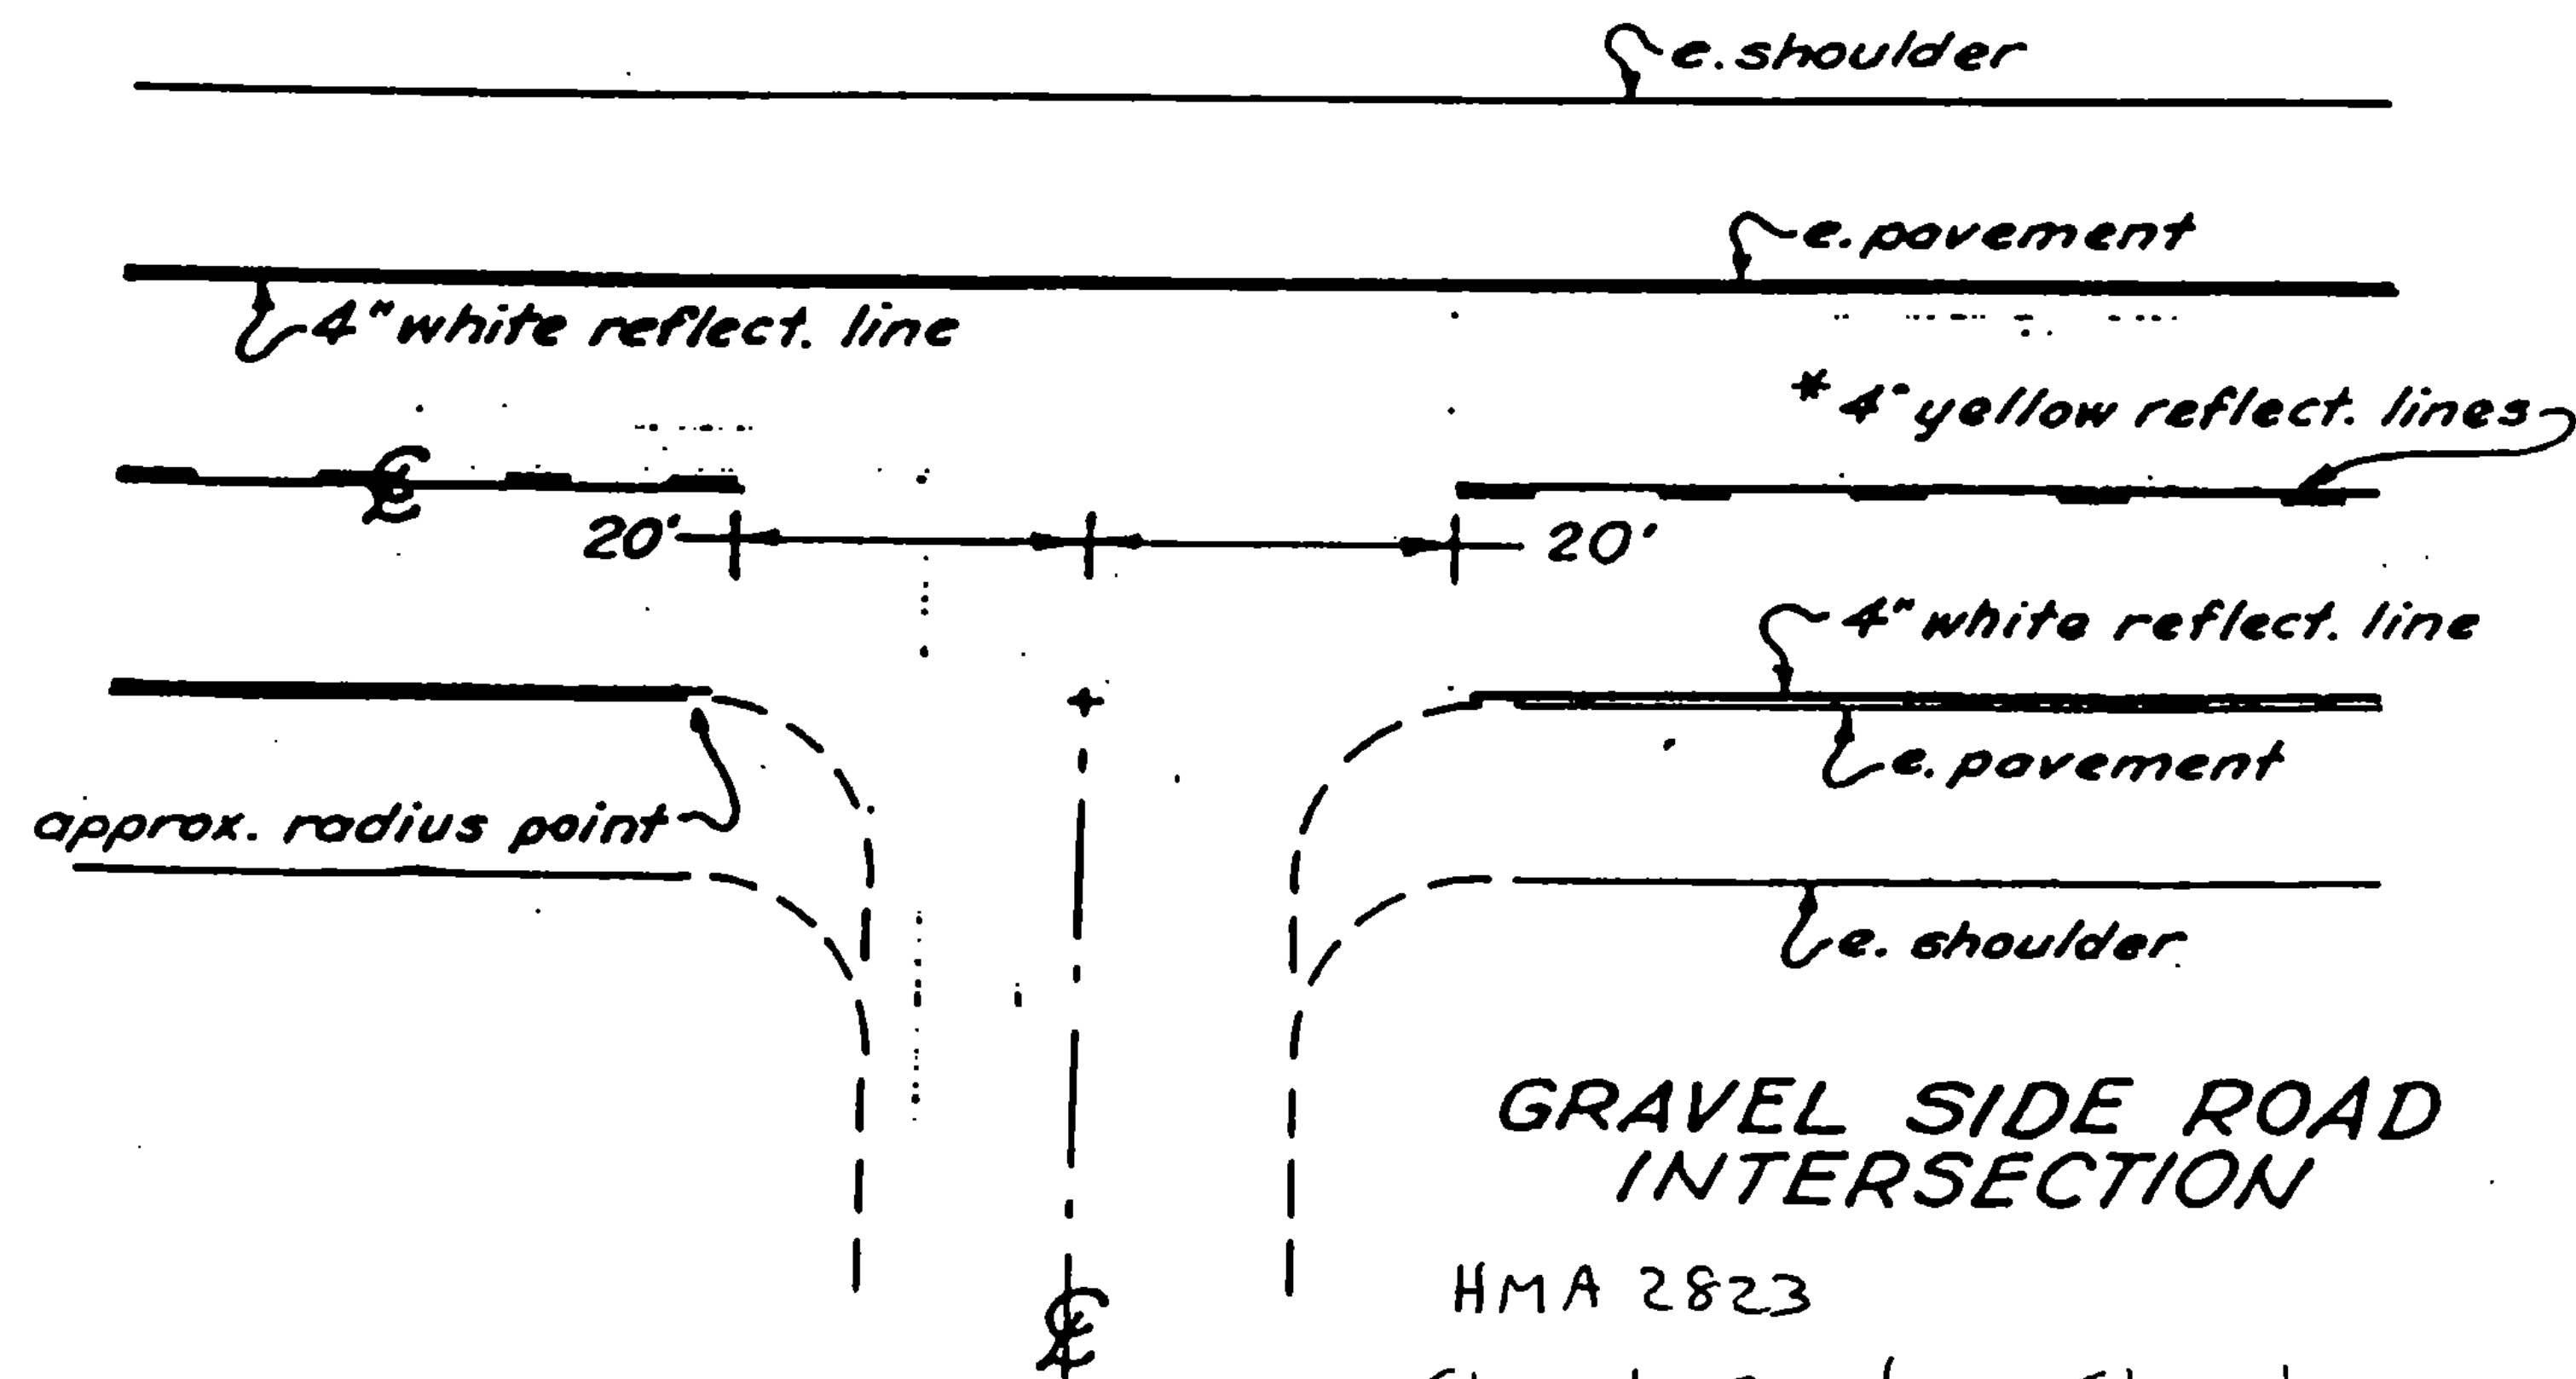 e. shoulder
e. pavement
4" white reflect. line
* 4" yellow reflect. lines
℄
20'
20'
4" white reflect. line
e. pavement
approx. radius point
e. shoulder
GRAVEL SIDE ROAD
INTERSECTION
HMA 2823
℄